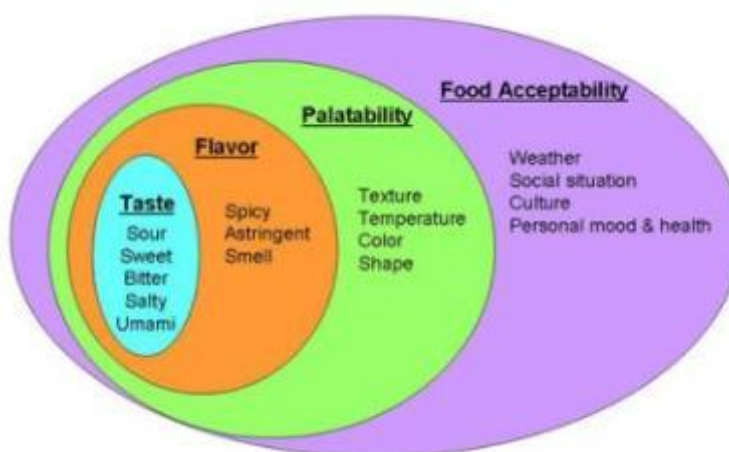 Food Acceptability
Weather
Social situation
Culture
Personal mood & health
Palatability
Texture
Temperature
Color
Shape
Flavor
Spicy
Astringent
Smell
Taste
Sour
Sweet
Bitter
Salty
Umami